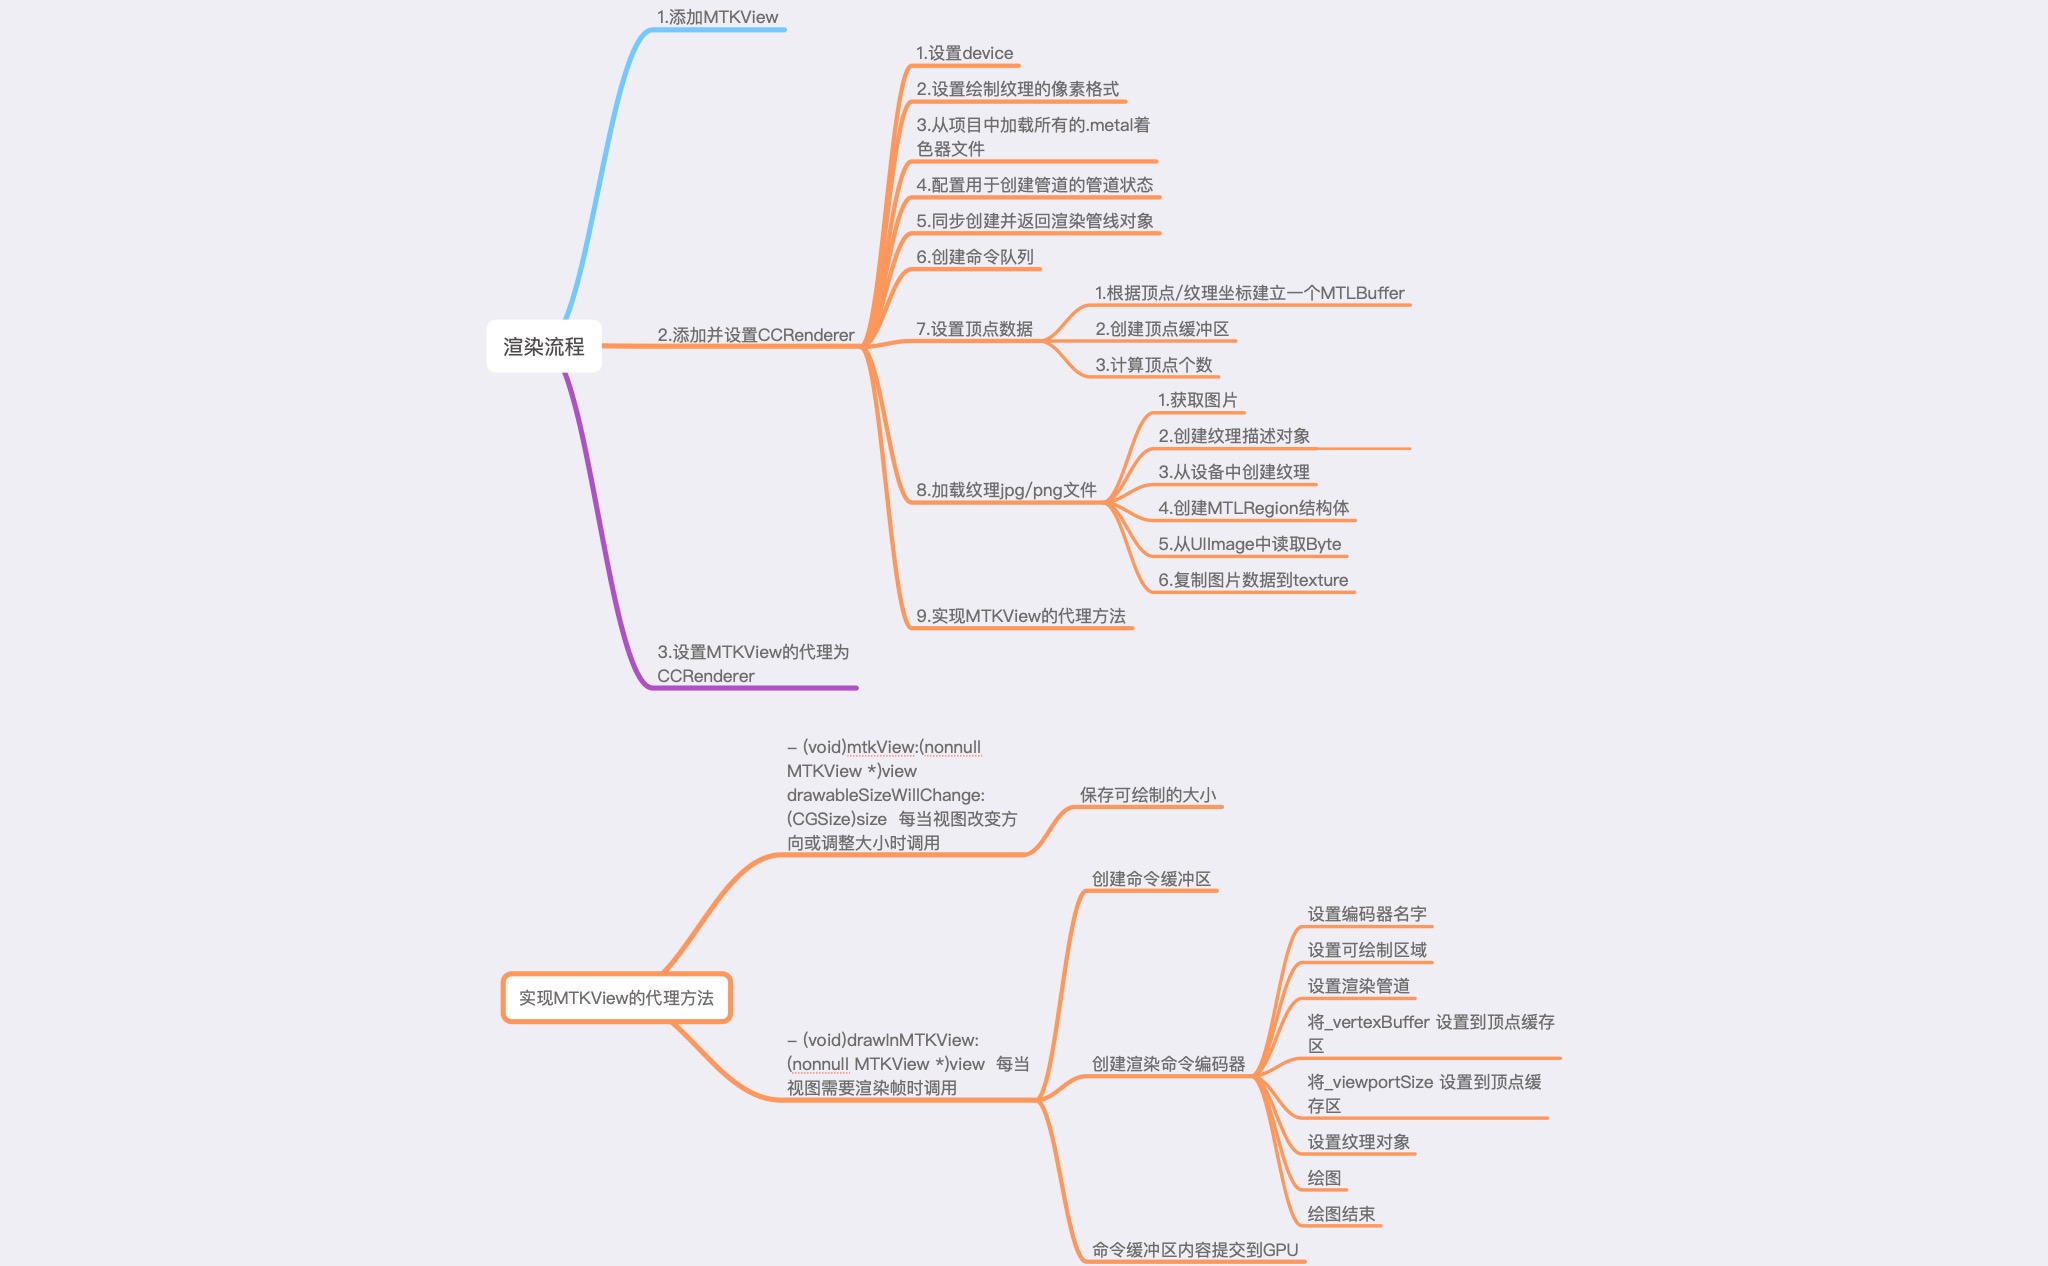 1.添加MTKView
1.设置device
2.设置绘制纹理的像素格式
3.从项目中加载所有的.metal着
色器文件
4.配置用于创建管道的管道状态
5.同步创建并返回渲染管线对象
6.创建命令队列
渲染流程
2.添加并设置CCRenderer
7.设置顶点数据
1.根据顶点/纹理坐标建立一个MTLBuffer
2.创建顶点缓冲区
3.计算顶点个数
8.加载纹理jpg/png文件
1.获取图片
2.创建纹理描述对象
3.从设备中创建纹理
4.创建MTLRegion结构体
5.从UIImage中读取Byte
6.复制图片数据到texture
9.实现MTKView的代理方法
3.设置MTKView的代理为
CCRenderer
实现MTKView的代理方法
- (void)mtkView:(nonnull
MTKView *)view
drawableSizeWillChange:
(CGSize)size  每当视图改变方
向或调整大小时调用
保存可绘制的大小
- (void)drawInMTKView:
(nonnull MTKView *)view  每当
视图需要渲染帧时调用
创建命令缓冲区
创建渲染命令编码器
设置编码器名字
设置可绘制区域
设置渲染管道
将_vertexBuffer 设置到顶点缓存
区
将_viewportSize 设置到顶点缓
存区
设置纹理对象
绘图
绘图结束
命令缓冲区内容提交到GPU